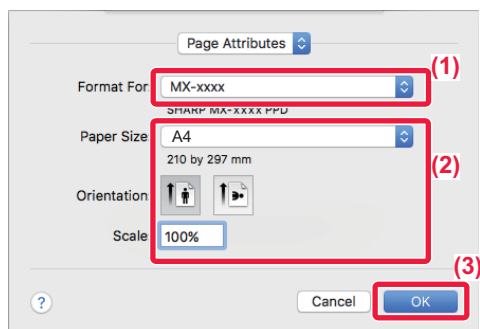 Page Attributes
(1)
Format For: MX-xxxx
SHARP MX-xxxx PPD
Paper Size: A4
210 by 297 mm
(2)
Orientation:
Scale: 100%
(3)
? Cancel OK